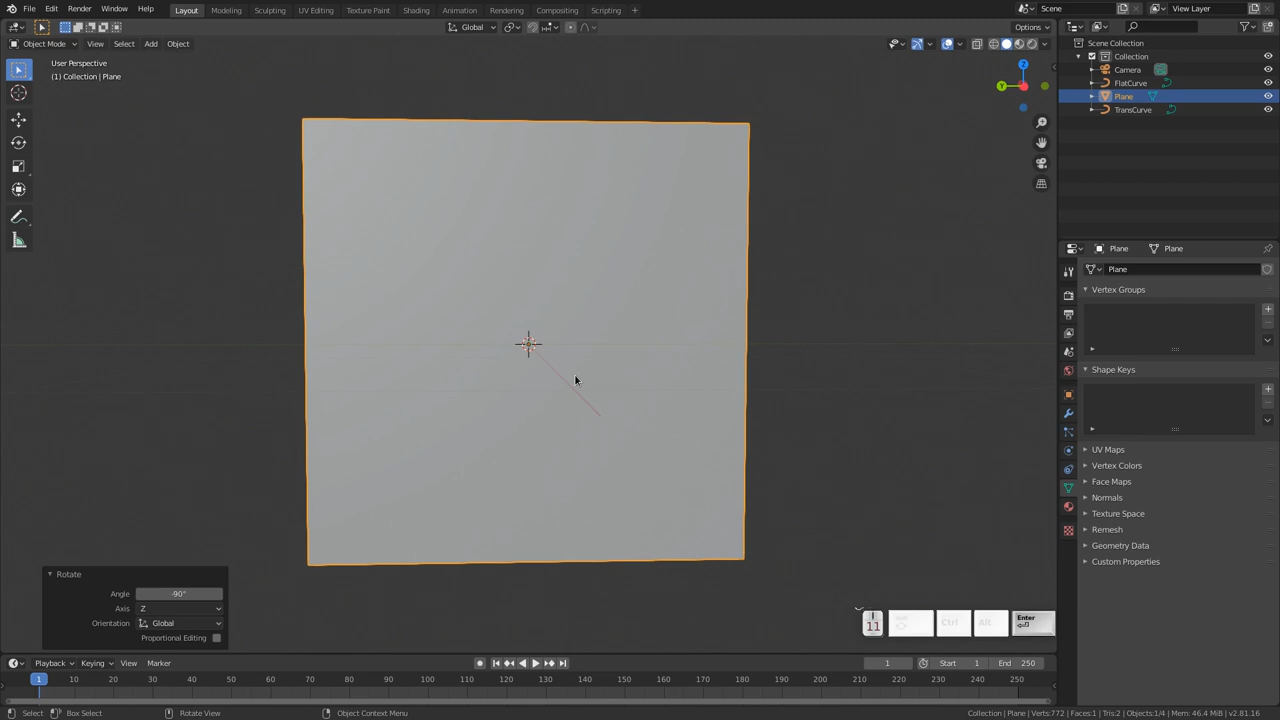 File Edit Render Window Help Layout Modeling Sculpting UV Editing Texture Paint Shading Animation Rendering Compositing Scripting + Scene View Layer
Global Options
Object Mode View Select Add Object
User Perspective
(1) Collection | Plane
Z
Y
Scene Collection
Collection
Camera
FlatCurve
Plane
TransCurve
Plane Plane
Plane
Vertex Groups
Shape Keys
UV Maps
Vertex Colors
Face Maps
Normals
Texture Space
Remesh
Geometry Data
Custom Properties
Rotate
Angle -90°
Axis Z
Orientation Global
Proportional Editing
11 Ctrl Alt Enter
Playback Keying View Marker 1 Start 1 End 250
1 10 20 30 40 50 60 70 80 90 100 110 120 130 140 150 160 170 180 190 200 210 220 230 240 250
Select Box Select Rotate View Object Context Menu Collection | Plane | Verts:772 | Faces:1 | Tris:2 | Objects:1/4 | Mem: 46.4 MiB | v2.81.16